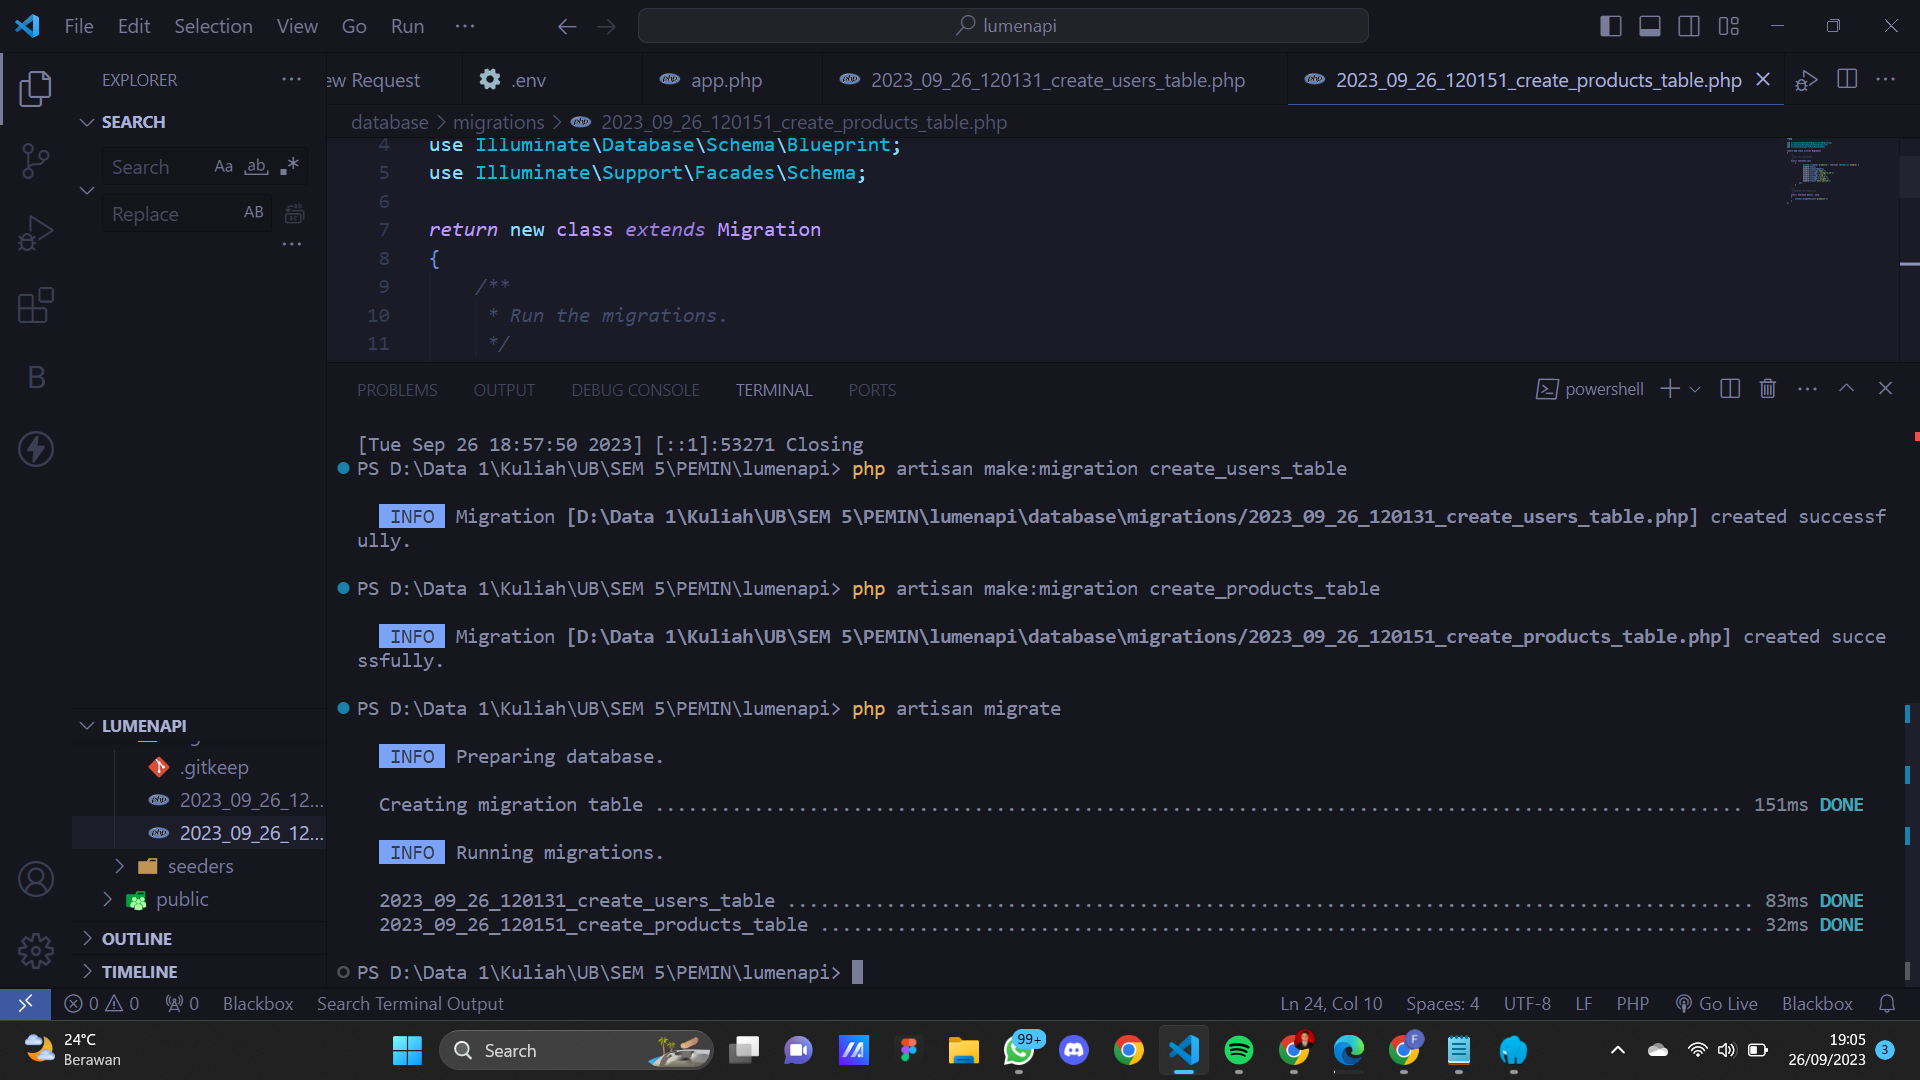 File Edit Selection View Go Run ···
lumenapi
EXPLORER
ew Request
.env
app.php
2023_09_26_120131_create_users_table.php
2023_09_26_120151_create_products_table.php
SEARCH
Search Aa ab
Replace AB
database > migrations > 2023_09_26_120151_create_products_table.php
4 use Illuminate\Database\Schema\Blueprint;
5 use Illuminate\Support\Facades\Schema;
6
7 return new class extends Migration
8 {
9 /**
10 * Run the migrations.
11 */
B
PROBLEMS OUTPUT DEBUG CONSOLE TERMINAL PORTS
powershell
[Tue Sep 26 18:57:50 2023] [::1]:53271 Closing
PS D:\Data 1\Kuliah\UB\SEM 5\PEMIN\lumenapi> php artisan make:migration create_users_table
INFO Migration [D:\Data 1\Kuliah\UB\SEM 5\PEMIN\lumenapi\database\migrations/2023_09_26_120131_create_users_table.php] created successf
ully.
PS D:\Data 1\Kuliah\UB\SEM 5\PEMIN\lumenapi> php artisan make:migration create_products_table
INFO Migration [D:\Data 1\Kuliah\UB\SEM 5\PEMIN\lumenapi\database\migrations/2023_09_26_120151_create_products_table.php] created succe
ssfully.
PS D:\Data 1\Kuliah\UB\SEM 5\PEMIN\lumenapi> php artisan migrate
INFO Preparing database.
Creating migration table ................................................................................................... 151ms DONE
INFO Running migrations.
2023_09_26_120131_create_users_table ........................................................................................ 83ms DONE
2023_09_26_120151_create_products_table ..................................................................................... 32ms DONE
PS D:\Data 1\Kuliah\UB\SEM 5\PEMIN\lumenapi>
LUMENAPI
.gitkeep
2023_09_26_12...
2023_09_26_12...
seeders
public
OUTLINE
TIMELINE
0 0 0 Blackbox Search Terminal Output
Ln 24, Col 10 Spaces: 4 UTF-8 LF PHP Go Live Blackbox
24°C
Berawan
Search
99+
F
19:05
26/09/2023
3